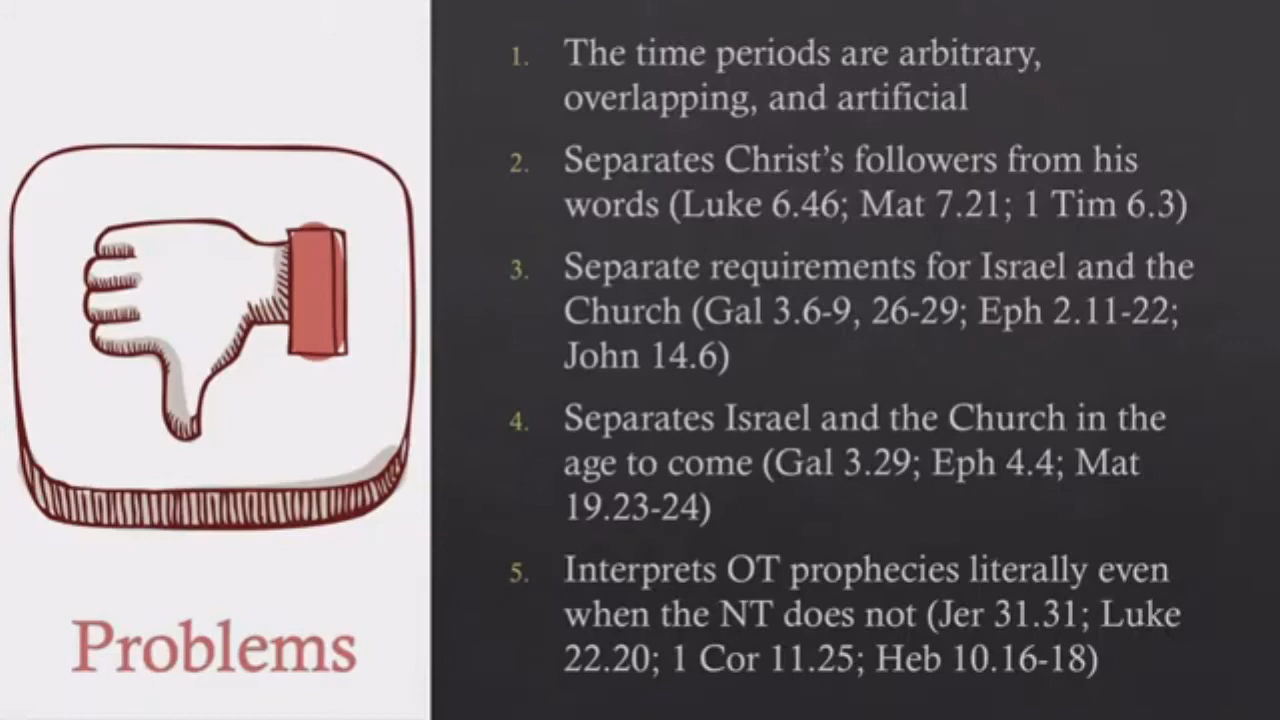 1. The time periods are arbitrary,
overlapping, and artificial
2. Separates Christ’s followers from his
words (Luke 6.46; Mat 7.21; 1 Tim 6.3)
3. Separate requirements for Israel and the
Church (Gal 3.6-9, 26-29; Eph 2.11-22;
John 14.6)
4. Separates Israel and the Church in the
age to come (Gal 3.29; Eph 4.4; Mat
19.23-24)
5. Interprets OT prophecies literally even
when the NT does not (Jer 31.31; Luke
22.20; 1 Cor 11.25; Heb 10.16-18)
Problems